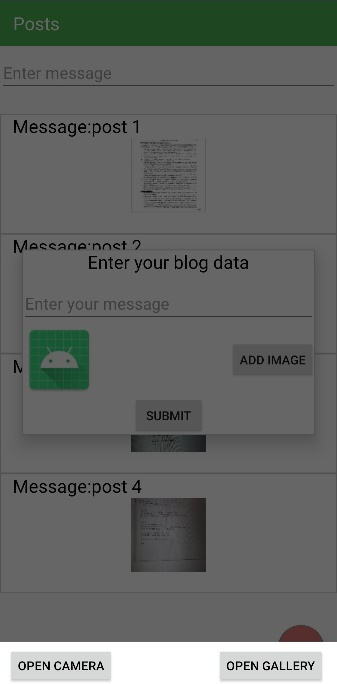 Posts
Enter message
Message:post 1
Message:post 2
Enter your blog data
Enter your message
M
ADD IMAGE
SUBMIT
Message:post 4
OPEN CAMERA
OPEN GALLERY